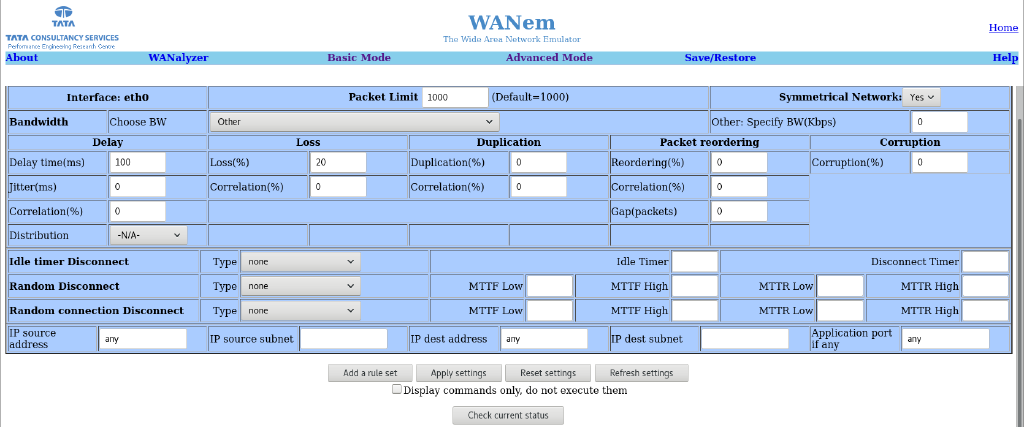 TATA
TATA CONSULTANCY SERVICES
Performance Engineering Research Centre
WANem
The Wide Area Network Emulator
Home
About WANalyzer Basic Mode Advanced Mode Save/Restore Help
Interface: eth0 Packet Limit 1000 (Default=1000) Symmetrical Network: Yes
Bandwidth Choose BW Other Other: Specify BW(Kbps) 0
Delay Loss Duplication Packet reordering Corruption
Delay time(ms) 100 Loss(%) 20 Duplication(%) 0 Reordering(%) 0 Corruption(%) 0
Jitter(ms) 0 Correlation(%) 0 Correlation(%) 0 Correlation(%) 0
Correlation(%) 0 Gap(packets) 0
Distribution -N/A-
Idle timer Disconnect Type none Idle Timer Disconnect Timer
Random Disconnect Type none MTTF Low MTTF High MTTR Low MTTR High
Random connection Disconnect Type none MTTF Low MTTF High MTTR Low MTTR High
IP source address any IP source subnet IP dest address any IP dest subnet Application port if any any
Add a rule set Apply settings Reset settings Refresh settings
Display commands only, do not execute them
Check current status